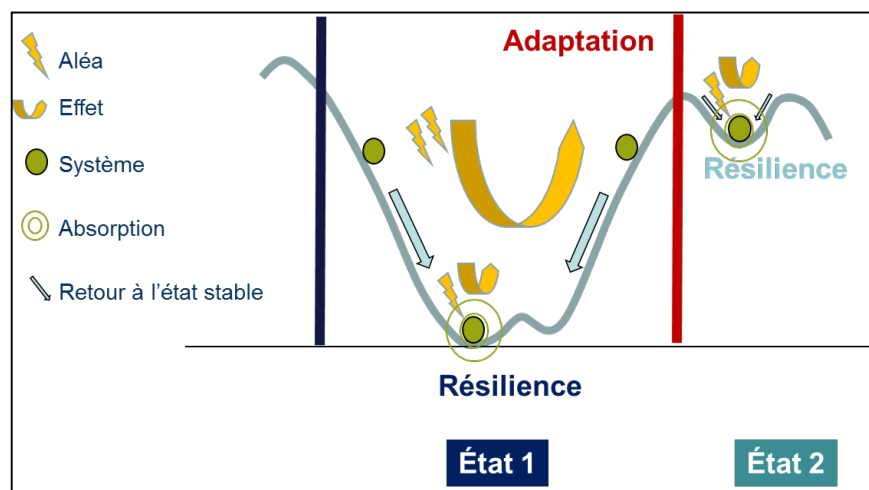 Aléa
Effet
Système
Absorption
Retour à l'état stable
Adaptation
Résilience
Résilience
État 1
État 2